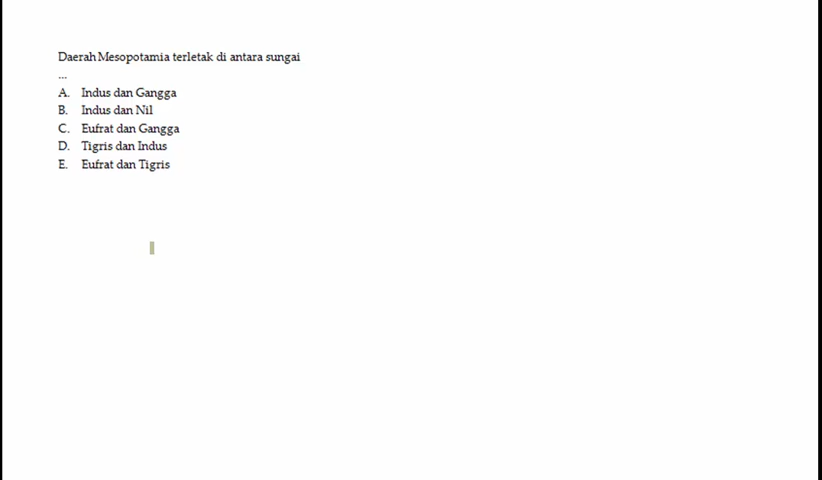 Daerah Mesopotamia terletak di antara sungai
...
A. Indus dan Gangga
B. Indus dan Nil
C. Eufrat dan Gangga
D. Tigris dan Indus
E. Eufrat dan Tigris